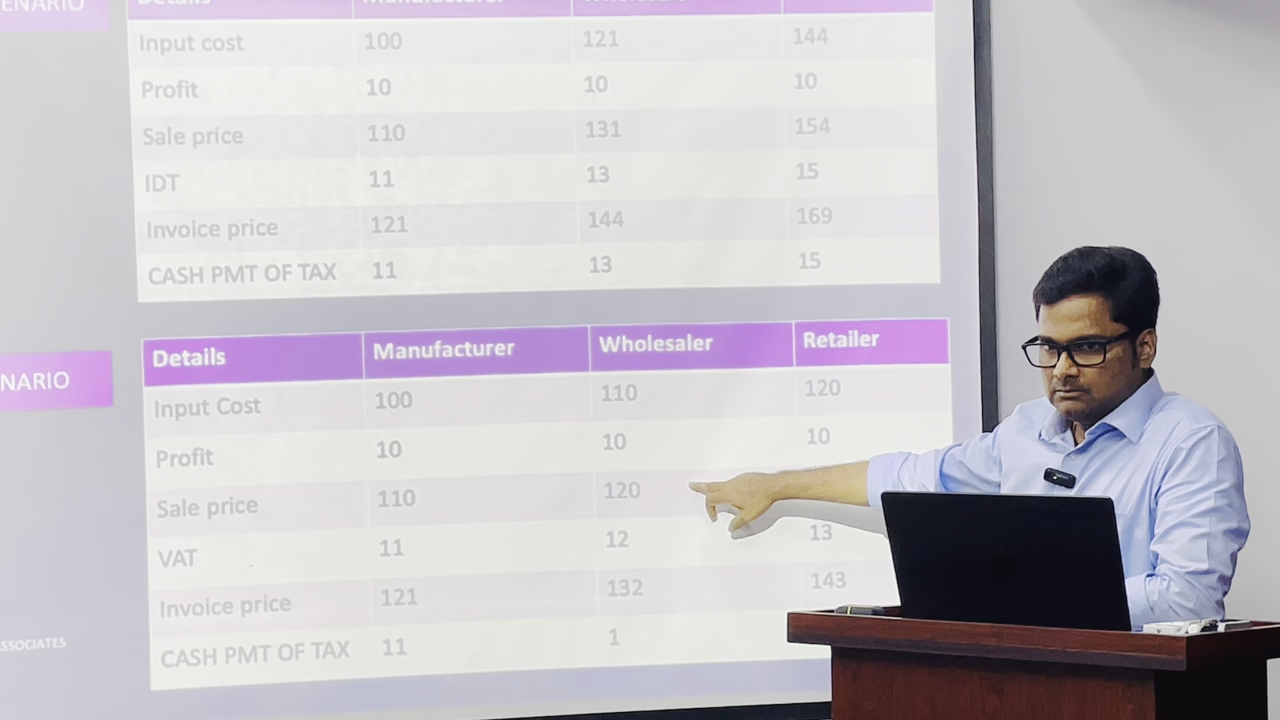 ENARIO
Details Manufacturer
Input cost 100 121 144
Profit 10 10 10
Sale price 110 131 154
IDT 11 13 15
Invoice price 121 144 169
CASH PMT OF TAX 11 13 15
NARIO
Details Manufacturer Wholesaler Retailer
Input Cost 100 110 120
Profit 10 10 10
Sale price 110 120
VAT 11 12 13
Invoice price 121 132 143
CASH PMT OF TAX 11 1
SSOCIATES